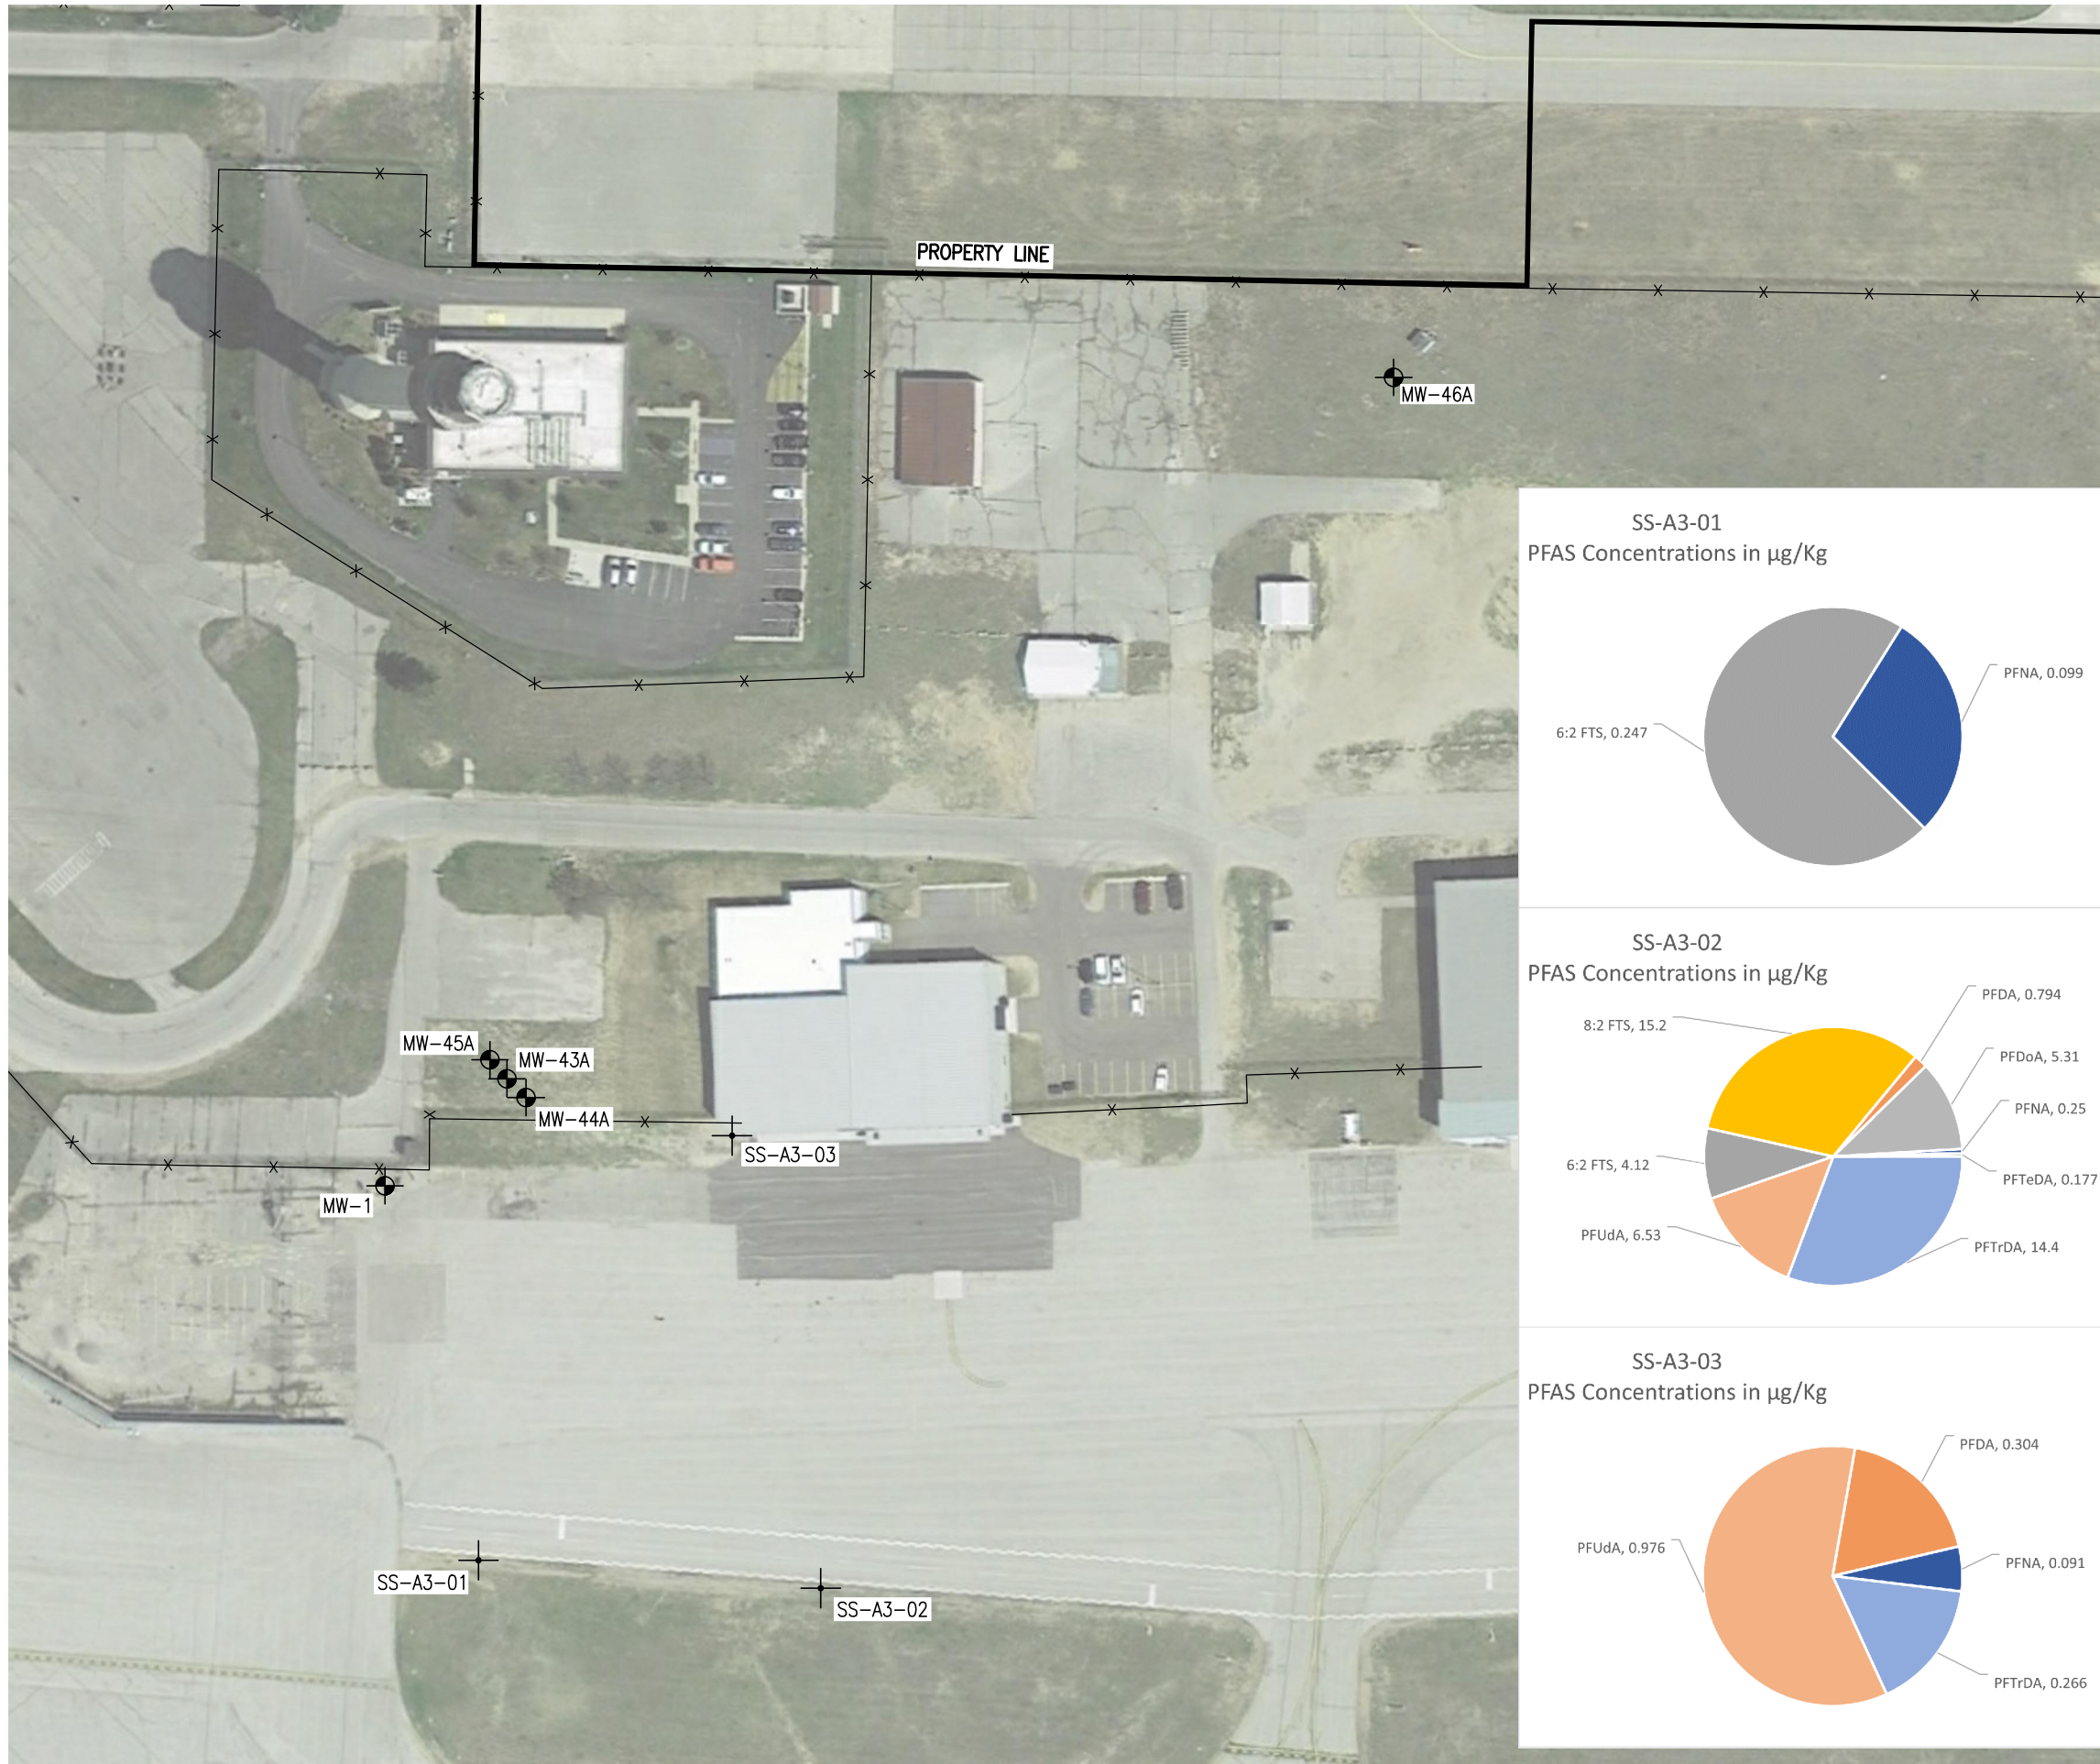 PROPERTY LINE
MW-46A
SS-A3-01
PFAS Concentrations in µg/Kg
PFNA, 0.099
6:2 FTS, 0.247
SS-A3-02
PFAS Concentrations in µg/Kg
PFDA, 0.794
8:2 FTS, 15.2
PFDoA, 5.31
PFNA, 0.25
6:2 FTS, 4.12
PFTeDA, 0.177
PFUdA, 6.53
PFTrDA, 14.4
SS-A3-03
PFAS Concentrations in µg/Kg
PFDA, 0.304
PFUdA, 0.976
PFNA, 0.091
PFTrDA, 0.266
MW-45A
MW-43A
MW-44A
SS-A3-03
MW-1
SS-A3-01
SS-A3-02